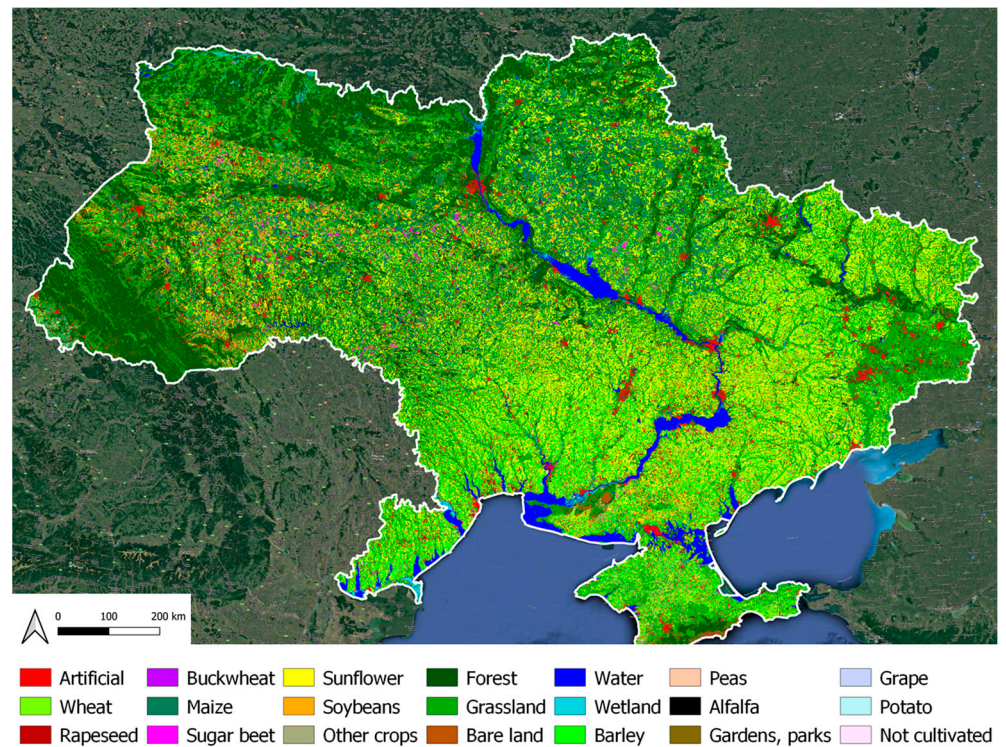 0 100 200 km
Artificial Buckwheat Sunflower Forest Water Peas Grape
Wheat Maize Soybeans Grassland Wetland Alfalfa Potato
Rapeseed Sugar beet Other crops Bare land Barley Gardens, parks Not cultivated